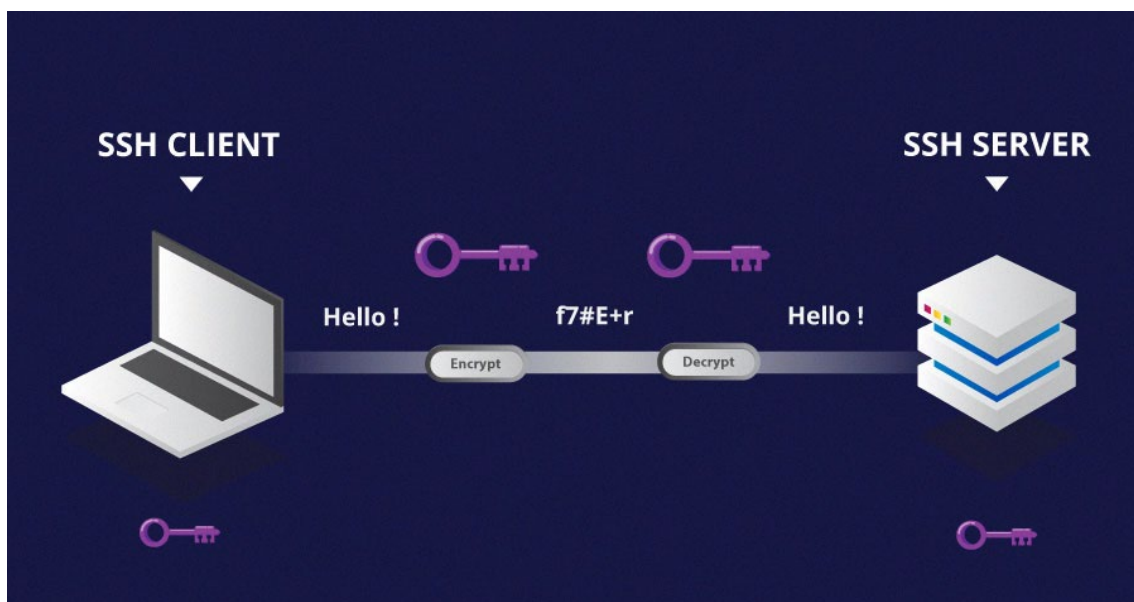 SSH CLIENT
SSH SERVER
Hello !
f7#E+r
Hello !
Encrypt
Decrypt